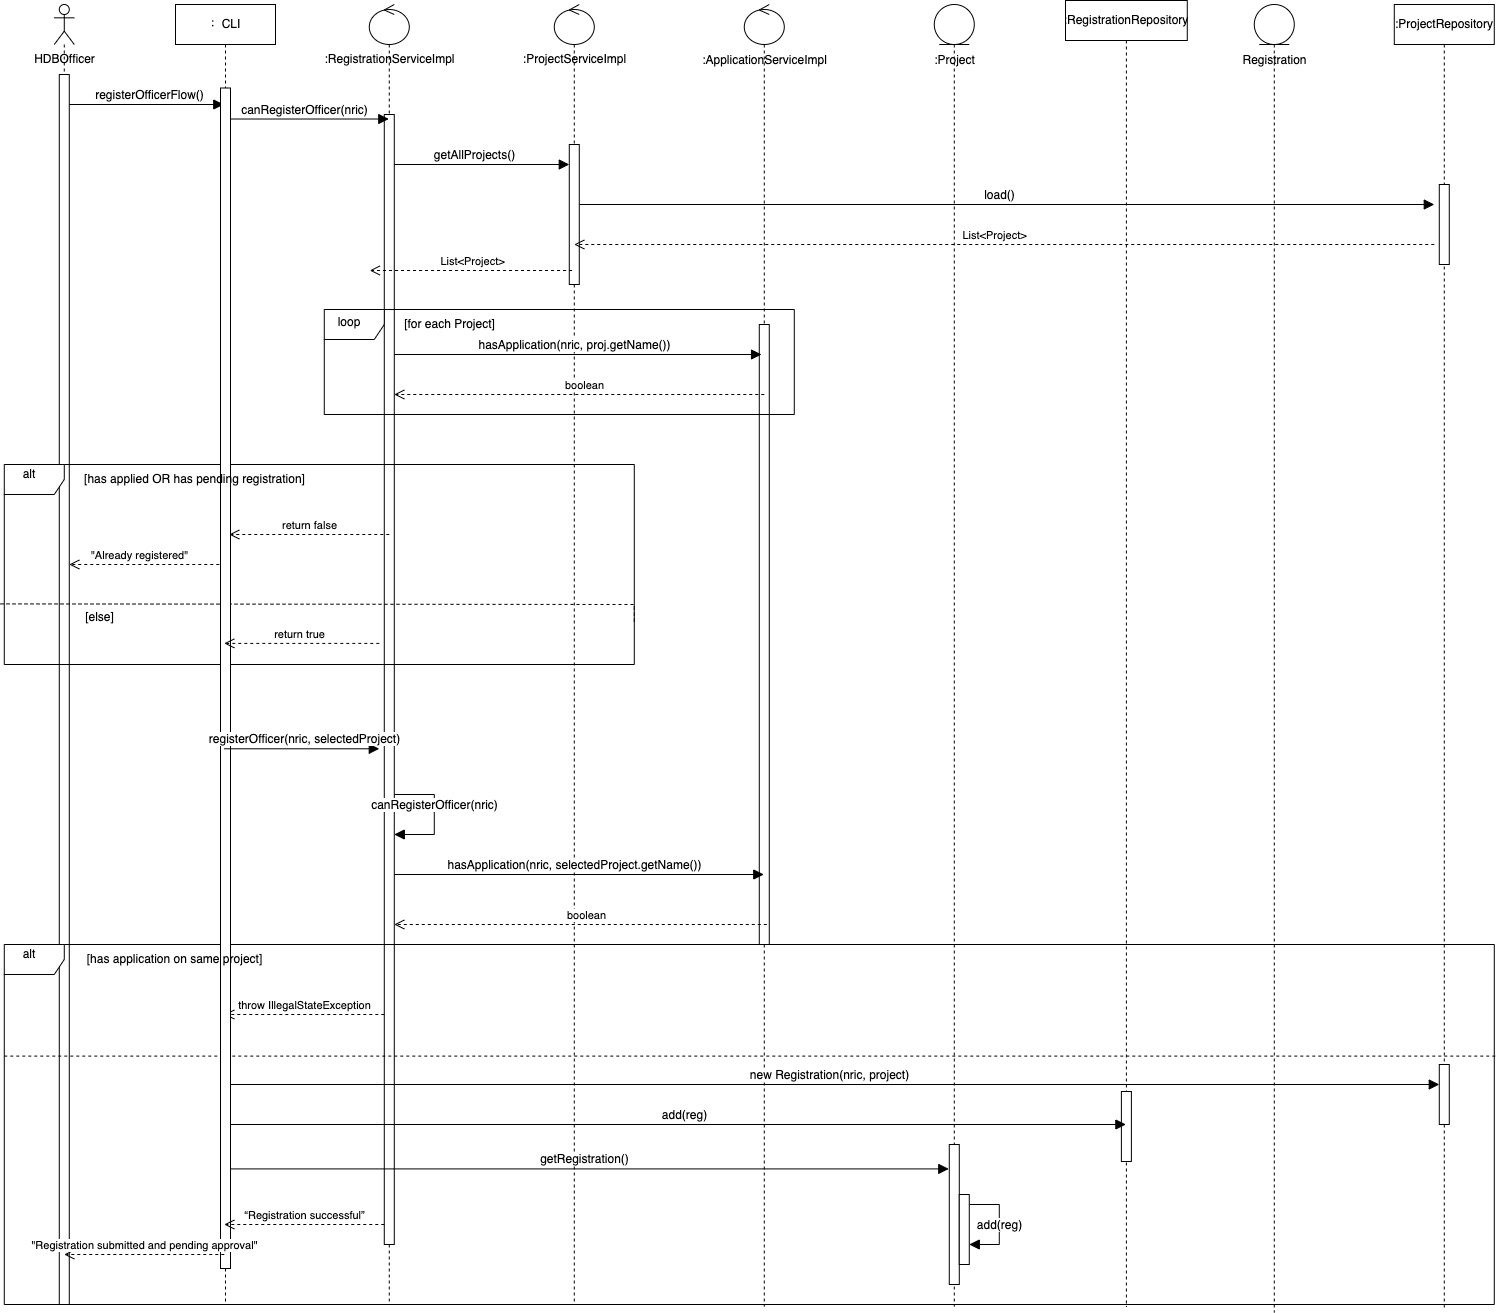 : CLI
:RegistrationRepository
:ProjectRepository
HDBOfficer
:RegistrationServiceImpl
:ProjectServiceImpl
:ApplicationServiceImpl
:Project
Registration
registerOfficerFlow()
canRegisterOfficer(nric)
getAllProjects()
load()
List<Project>
List<Project>
loop
[for each Project]
hasApplication(nric, proj.getName())
boolean
alt
[has applied OR has pending registration]
return false
"Already registered"
[else]
return true
registerOfficer(nric, selectedProject)
canRegisterOfficer(nric)
hasApplication(nric, selectedProject.getName())
boolean
alt
[has application on same project]
throw IllegalStateException
new Registration(nric, project)
add(reg)
getRegistration()
“Registration successful”
add(reg)
"Registration submitted and pending approval"